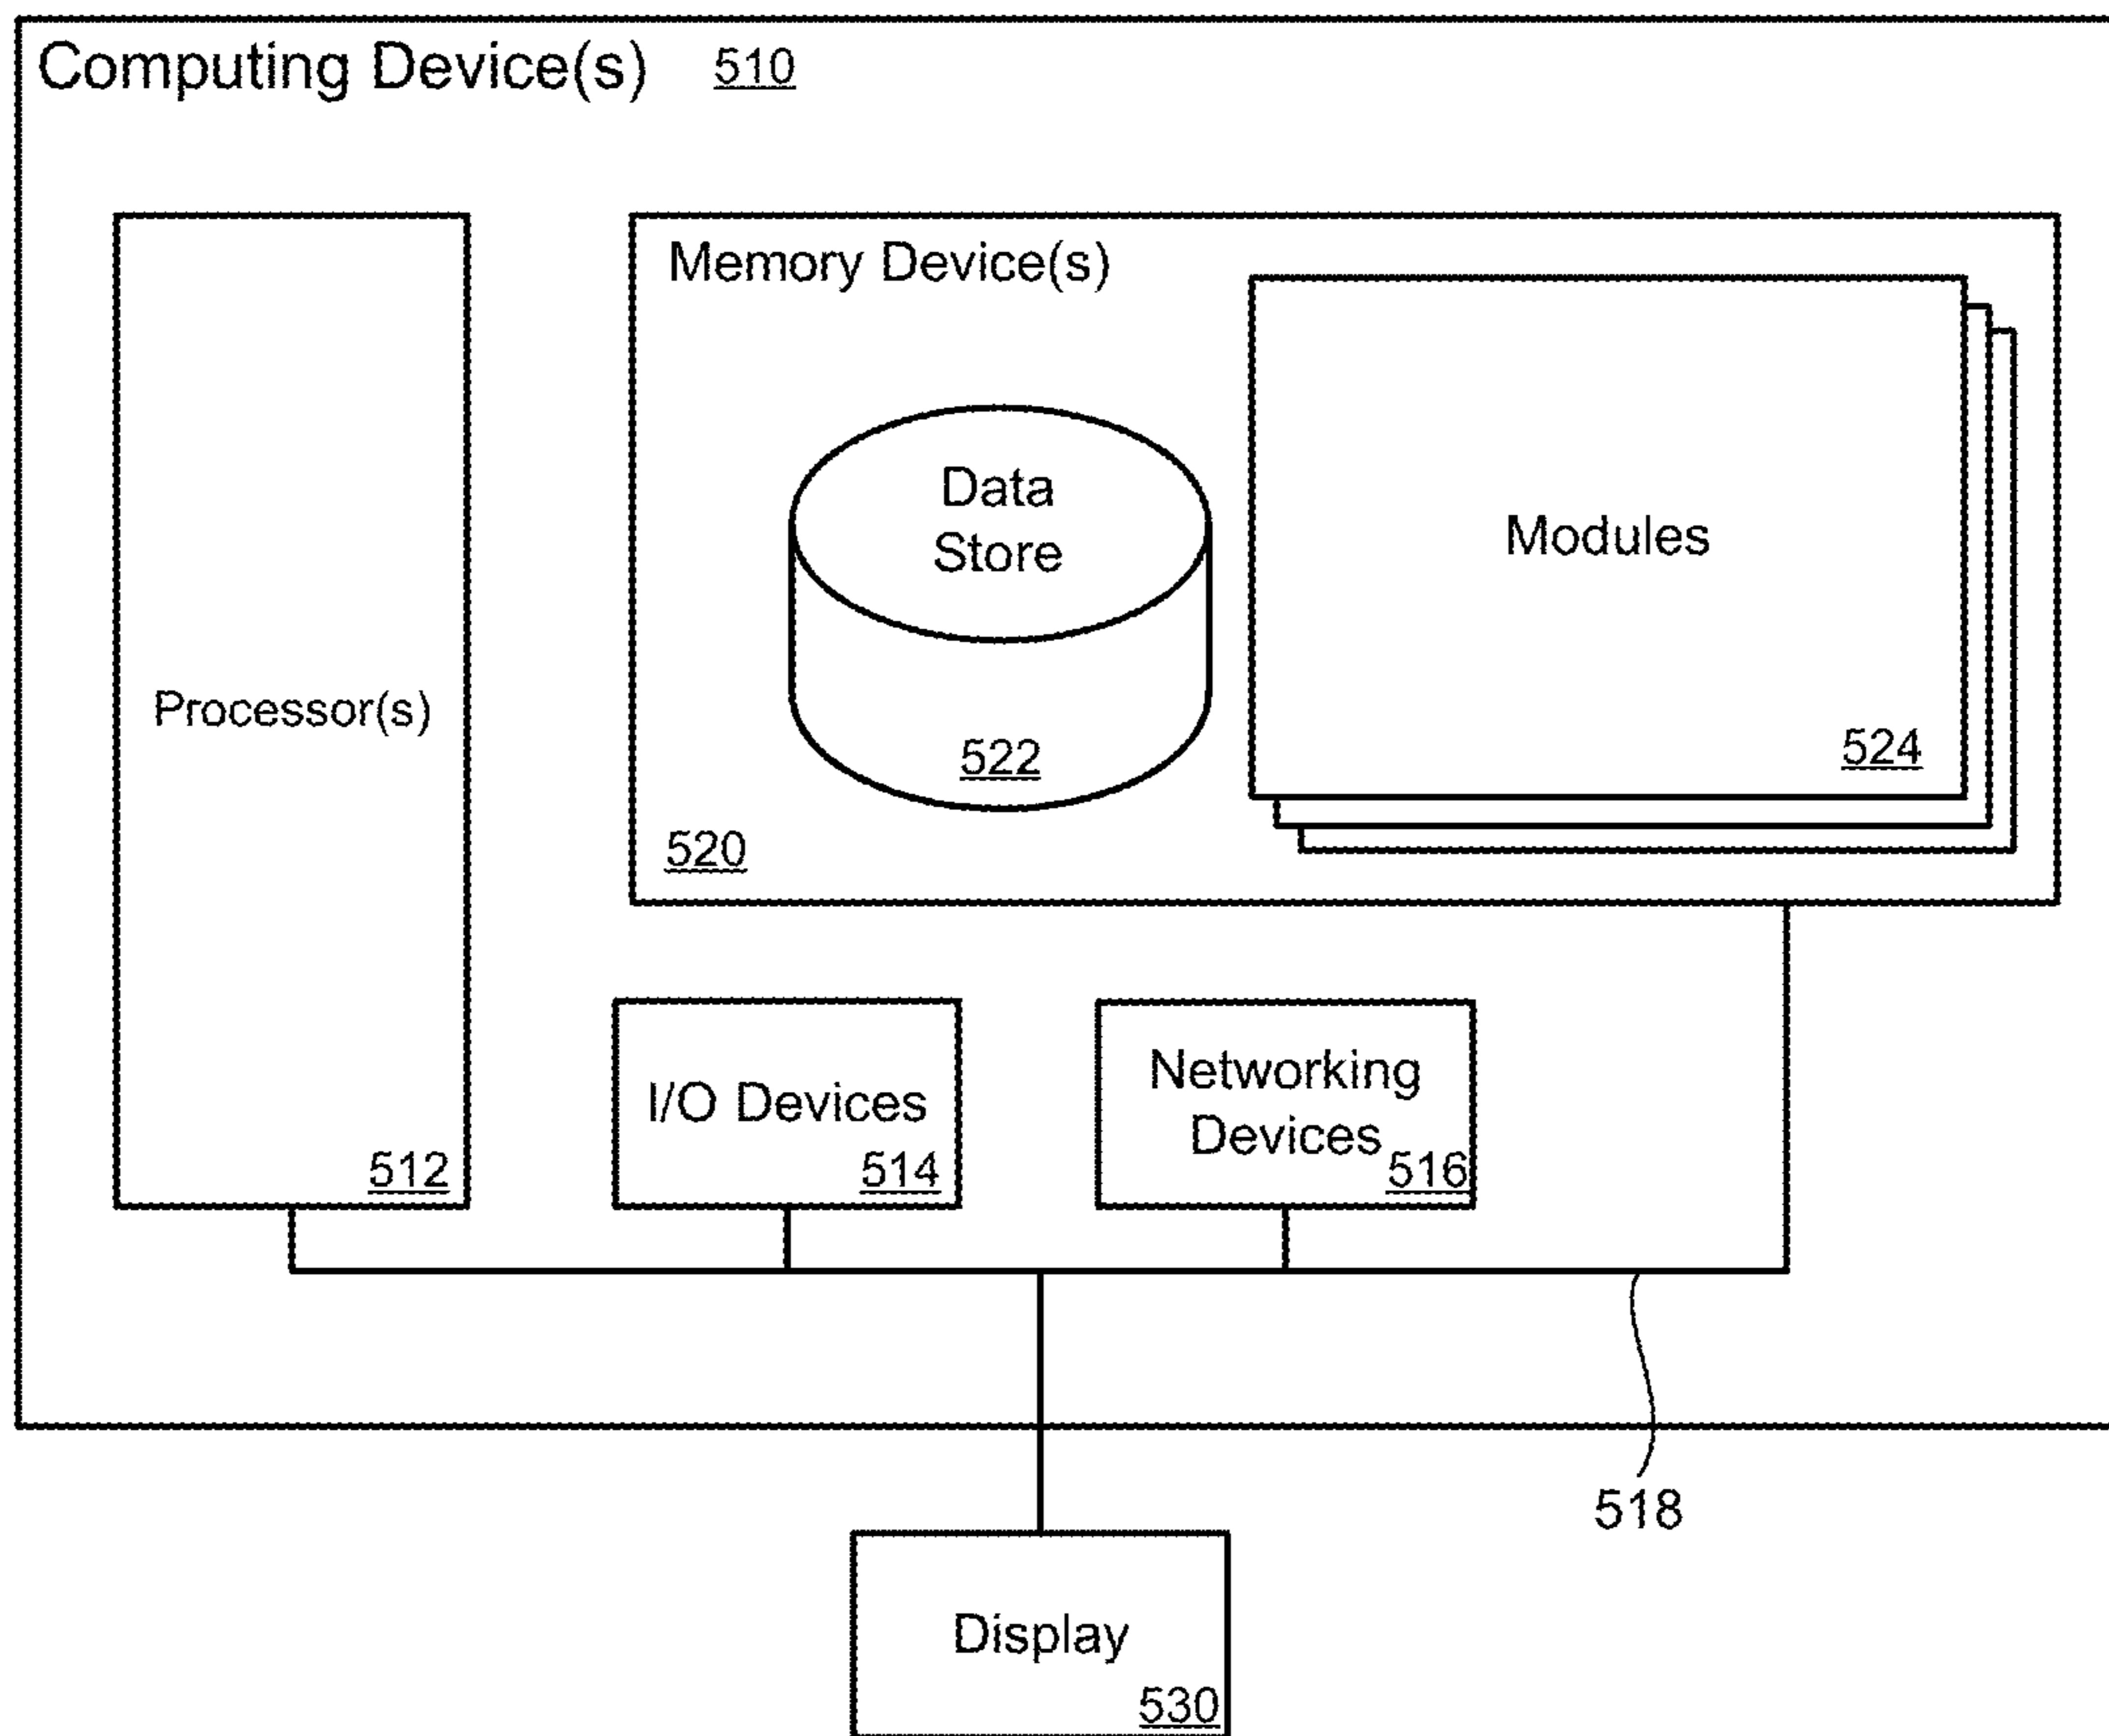 Computing Device(s) 510
Memory Device(s)
Data
Store
522
Modules
524
520
Processor(s)
512
I/O Devices
514
Networking
Devices
516
518
Display
530